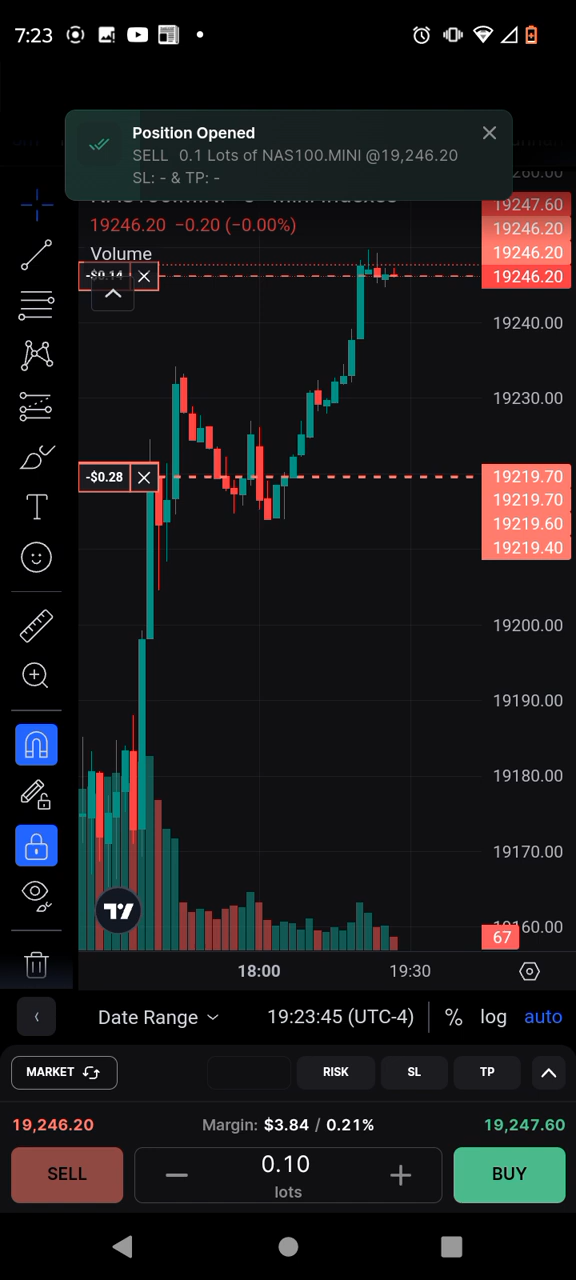 7:23
Position Opened
SELL 0.1 Lots of NAS100.MINI @19,246.20
SL: - & TP: -
19246.20 −0.20 (−0.00%)
Volume
-$0.14
-$0.28
19247.60
19246.20
19246.20
19246.20
19240.00
19230.00
19219.70
19219.70
19219.60
19219.40
19200.00
19190.00
19180.00
19170.00
67
18:00
19:30
Date Range
19:23:45 (UTC-4)
%
log
auto
MARKET
RISK
SL
TP
19,246.20
Margin: $3.84 / 0.21%
19,247.60
SELL
0.10
lots
BUY